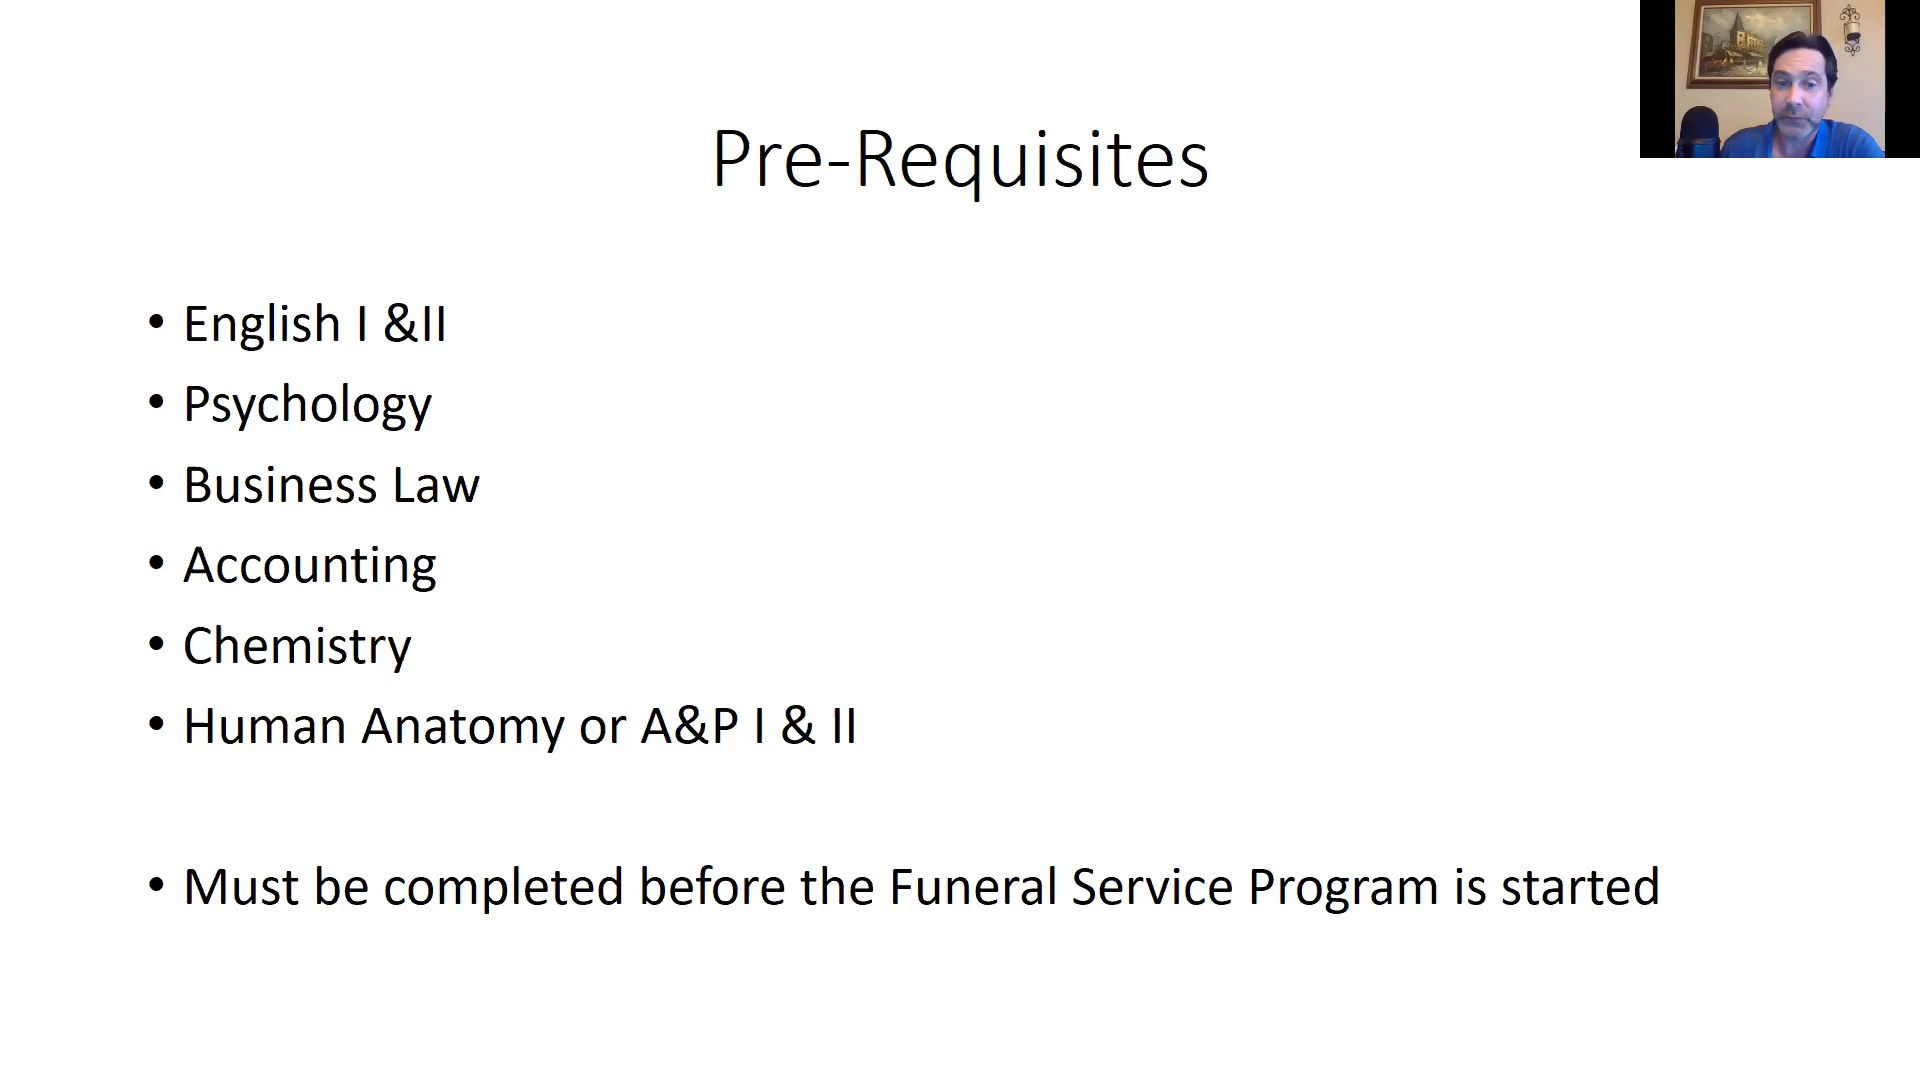 Pre-Requisites
• English I &II
• Psychology
• Business Law
• Accounting
• Chemistry
• Human Anatomy or A&P I & II
• Must be completed before the Funeral Service Program is started